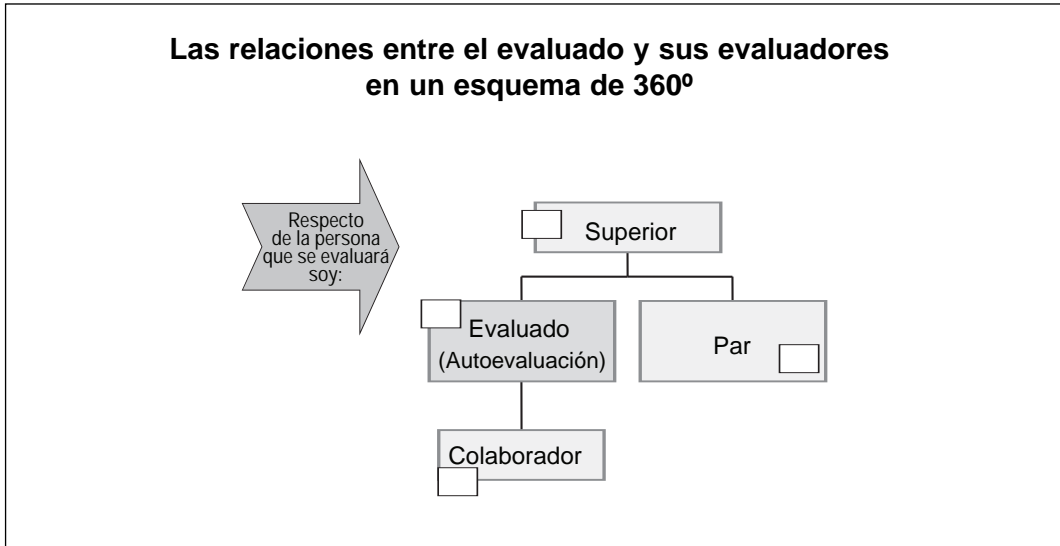 Las relaciones entre el evaluado y sus evaluadores
en un esquema de 360º
Respecto
de la persona
que se evaluará
soy:
Superior
Evaluado
(Autoevaluación)
Par
Colaborador